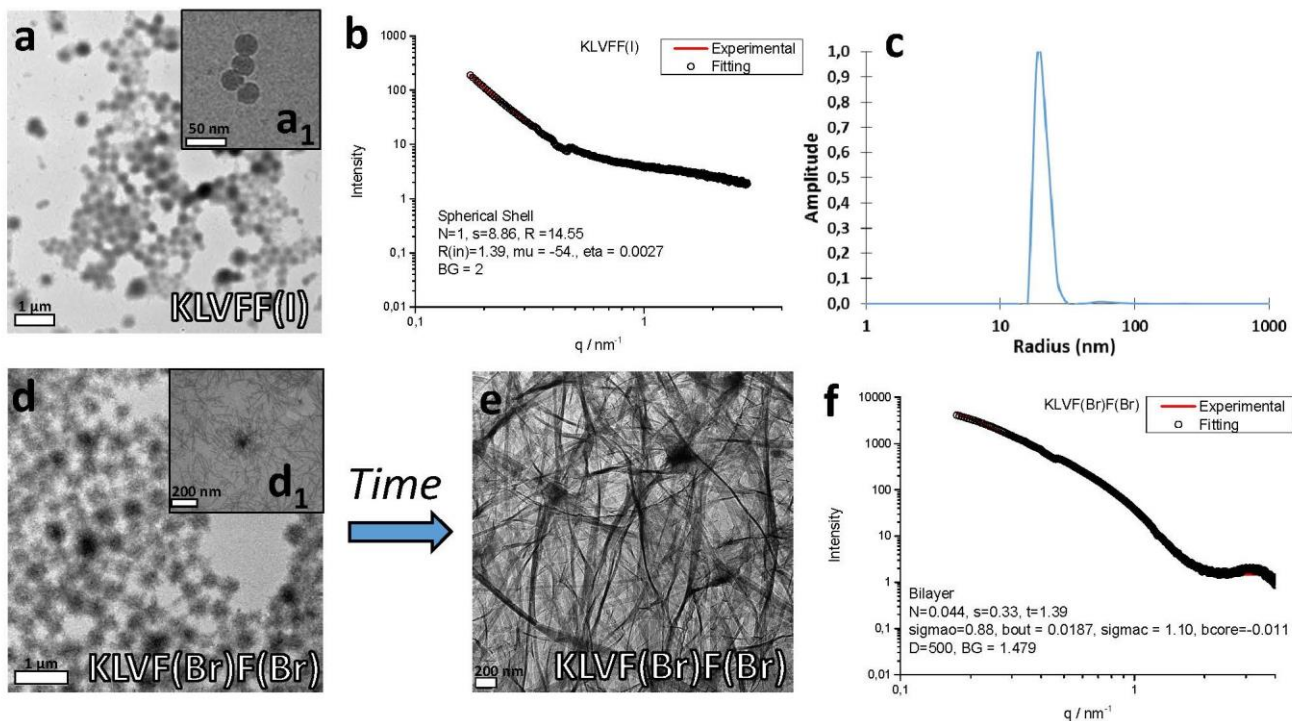 a
a1
50 nm
1 µm
KLVFF(I)
b
KLVFF(I)
Experimental
Fitting
1000
100
10
1
0,1
0,01
Intensity
Spherical Shell
N=1, s=8.86, R =14.55
R(in)=1.39, mu = -54., eta = 0.0027
BG = 2
0,1
1
q / nm-1
c
1,0
0,9
0,8
0,7
0,6
0,5
0,4
0,3
0,2
0,1
0,0
Amplitude
1
10
100
1000
Radius (nm)
d
d1
200 nm
1 µm
KLVF(Br)F(Br)
Time
e
200 nm
KLVF(Br)F(Br)
f
KLVF(Br)F(Br)
Experimental
Fitting
10000
1000
100
10
1
0,1
0,01
Intensity
Bilayer
N=0.044, s=0.33, t=1.39
sigmao=0.88, bout = 0.0187, sigmac = 1.10, bcore=-0.011
D=500, BG = 1.479
0,1
1
q / nm-1